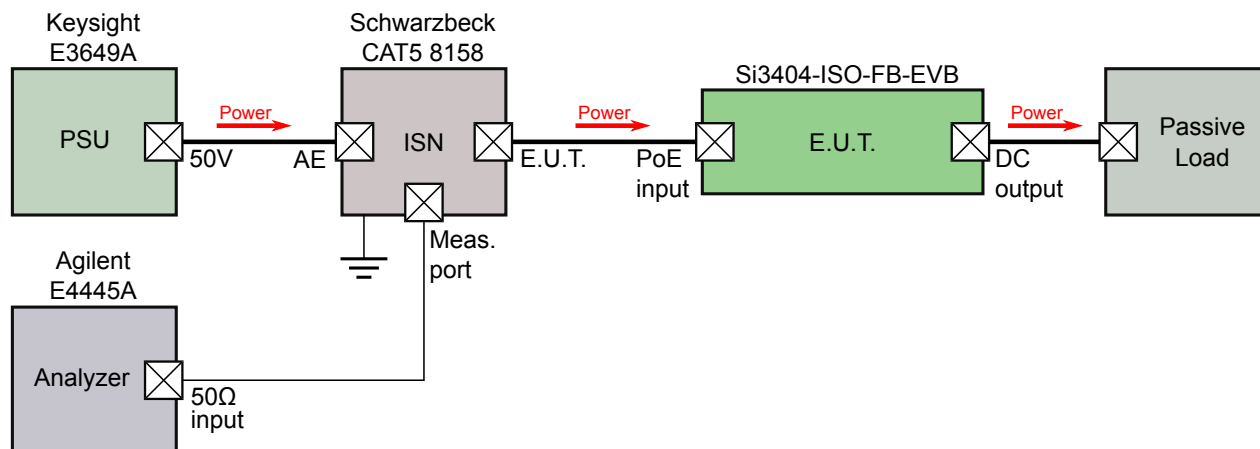 Keysight
E3649A
PSU
50V
Power
Schwarzbeck
CAT5 8158
AE
ISN
E.U.T.
Meas.
port
Power
Si3404-ISO-FB-EVB
PoE
input
E.U.T.
DC
output
Power
Passive
Load
Agilent
E4445A
Analyzer
50Ω
input